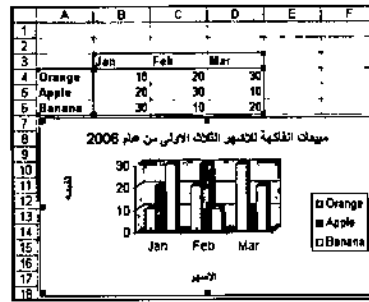 A B C D E F
1
2
3 Jan Feb Mar
4 Orange 10 20 30
5 Apple 20 30 10
6 Banana 30 10 20
7
8 مبيعات الفاكهة للاشهر الثلاث الاولى من عام 2006
9
10 30
11 20
12 القيمة Orange
13 10 Apple
14 0 Banana
15 Jan Feb Mar
16
17 الاشهر
18